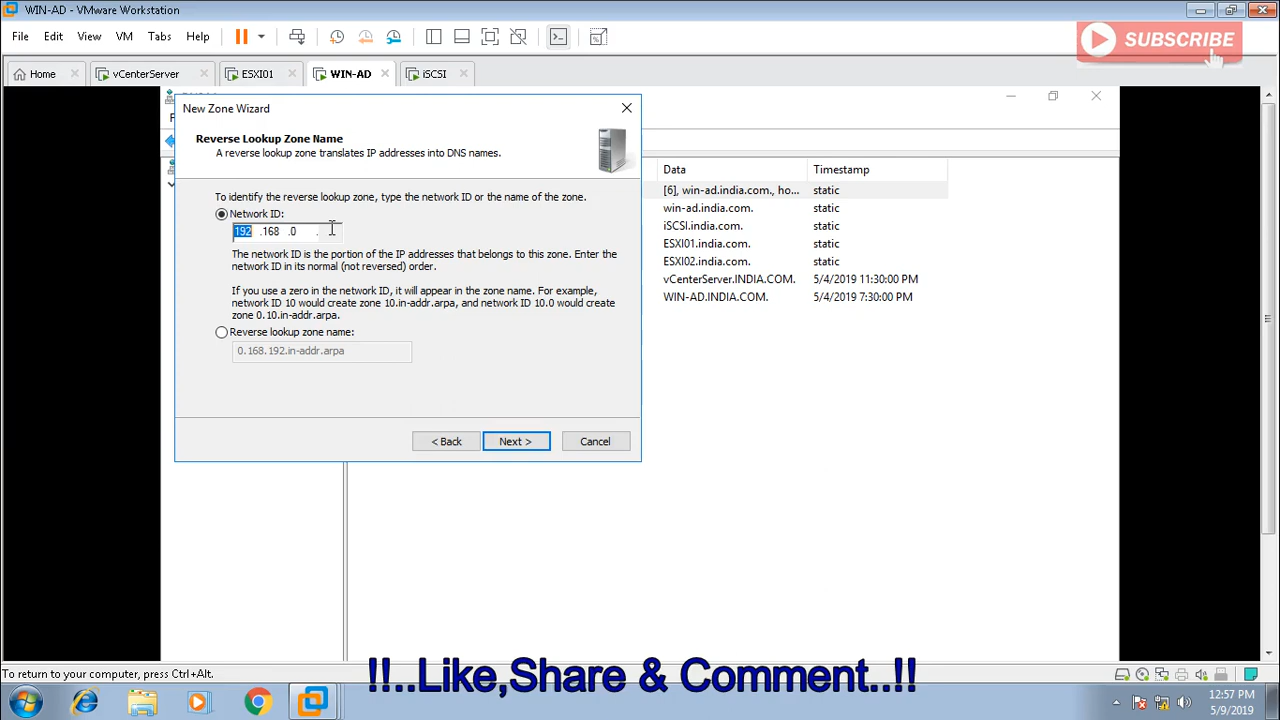 WIN-AD - VMware Workstation
File Edit View VM Tabs Help
SUBSCRIBE
Home vCenterServer ESXI01 WIN-AD iSCSI
New Zone Wizard
Reverse Lookup Zone Name
A reverse lookup zone translates IP addresses into DNS names.
To identify the reverse lookup zone, type the network ID or the name of the zone.
Network ID:
192 .168 .0 .
The network ID is the portion of the IP addresses that belongs to this zone. Enter the
network ID in its normal (not reversed) order.
If you use a zero in the network ID, it will appear in the zone name. For example,
network ID 10 would create zone 10.in-addr.arpa, and network ID 10.0 would create
zone 0.10.in-addr.arpa.
Reverse lookup zone name:
0.168.192.in-addr.arpa
< Back Next > Cancel
Data Timestamp
[6], win-ad.india.com., ho... static
win-ad.india.com. static
iSCSI.india.com. static
ESXI01.india.com. static
ESXI02.india.com. static
vCenterServer.INDIA.COM. 5/4/2019 11:30:00 PM
WIN-AD.INDIA.COM. 5/4/2019 7:30:00 PM
To return to your computer, press Ctrl+Alt.
!!..Like,Share & Comment..!!
12:57 PM
5/9/2019